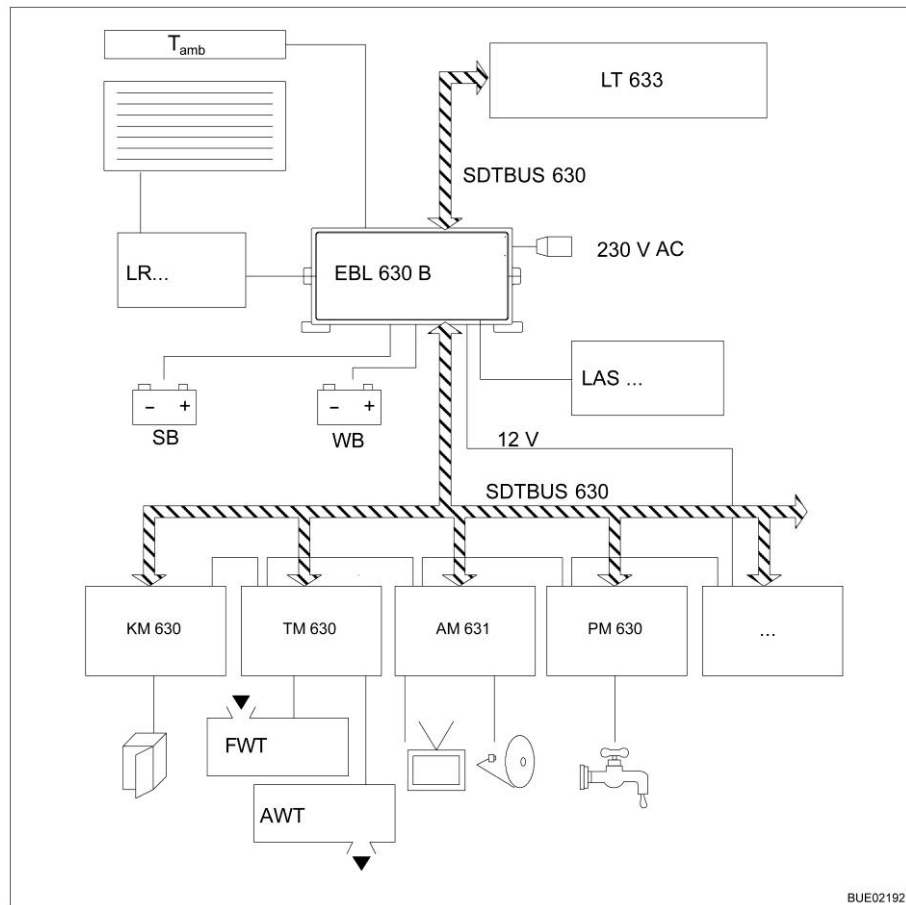 Tamb
LT 633
SDTBUS 630
230 V AC
LR...
EBL 630 B
LAS ...
- +
- +
SB
WB
12 V
SDTBUS 630
KM 630
TM 630
AM 631
PM 630
...
FWT
AWT
BUE02192